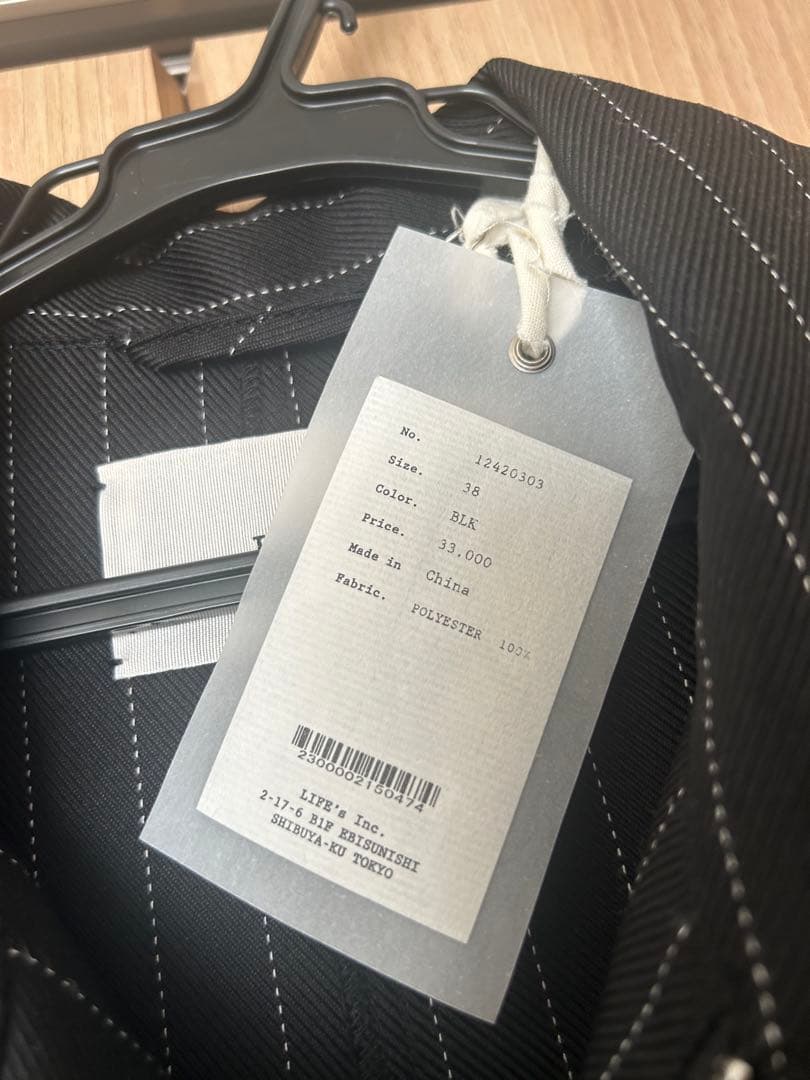 No. 12420303
Size. 38
Color. BLK
Price. 33,000
Made in China
Fabric. POLYESTER 100%
2300002150474
LIFE's Inc.
2-17-6 B1F EBISUNISHI
SHIBUYA-KU TOKYO